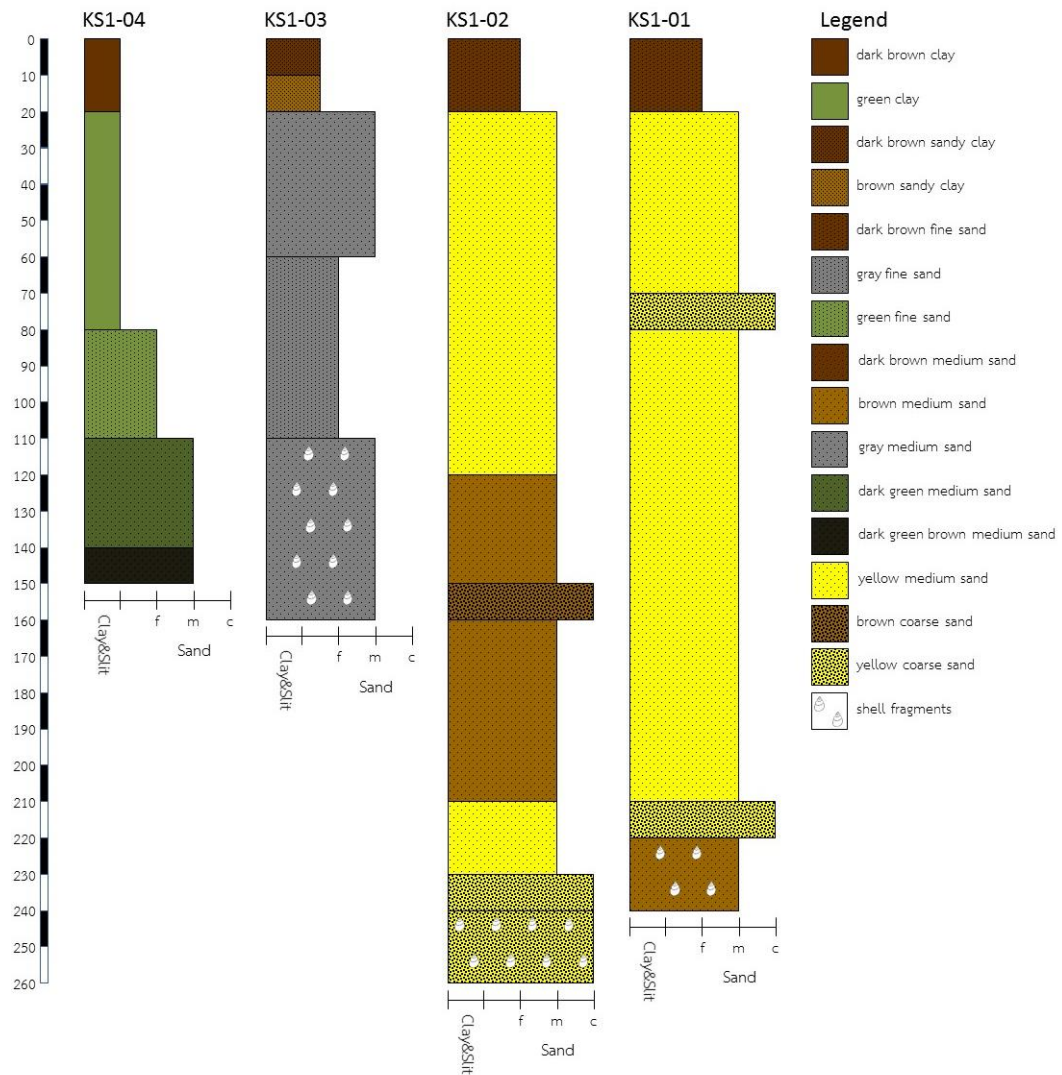 KS1-04 KS1-03 KS1-02 KS1-01 Legend
0
10
20
30
40
50
60
70
80
90
100
110
120
130
140
150
160
170
180
190
200
210
220
230
240
250
260
f m c
Clay&Slit
Sand
f m c
Clay&Slit
Sand
f m c
Clay&Slit
Sand
f m c
Clay&Slit
Sand
dark brown clay
green clay
dark brown sandy clay
brown sandy clay
dark brown fine sand
gray fine sand
green fine sand
dark brown medium sand
brown medium sand
gray medium sand
dark green medium sand
dark green brown medium sand
yellow medium sand
brown coarse sand
yellow coarse sand
shell fragments